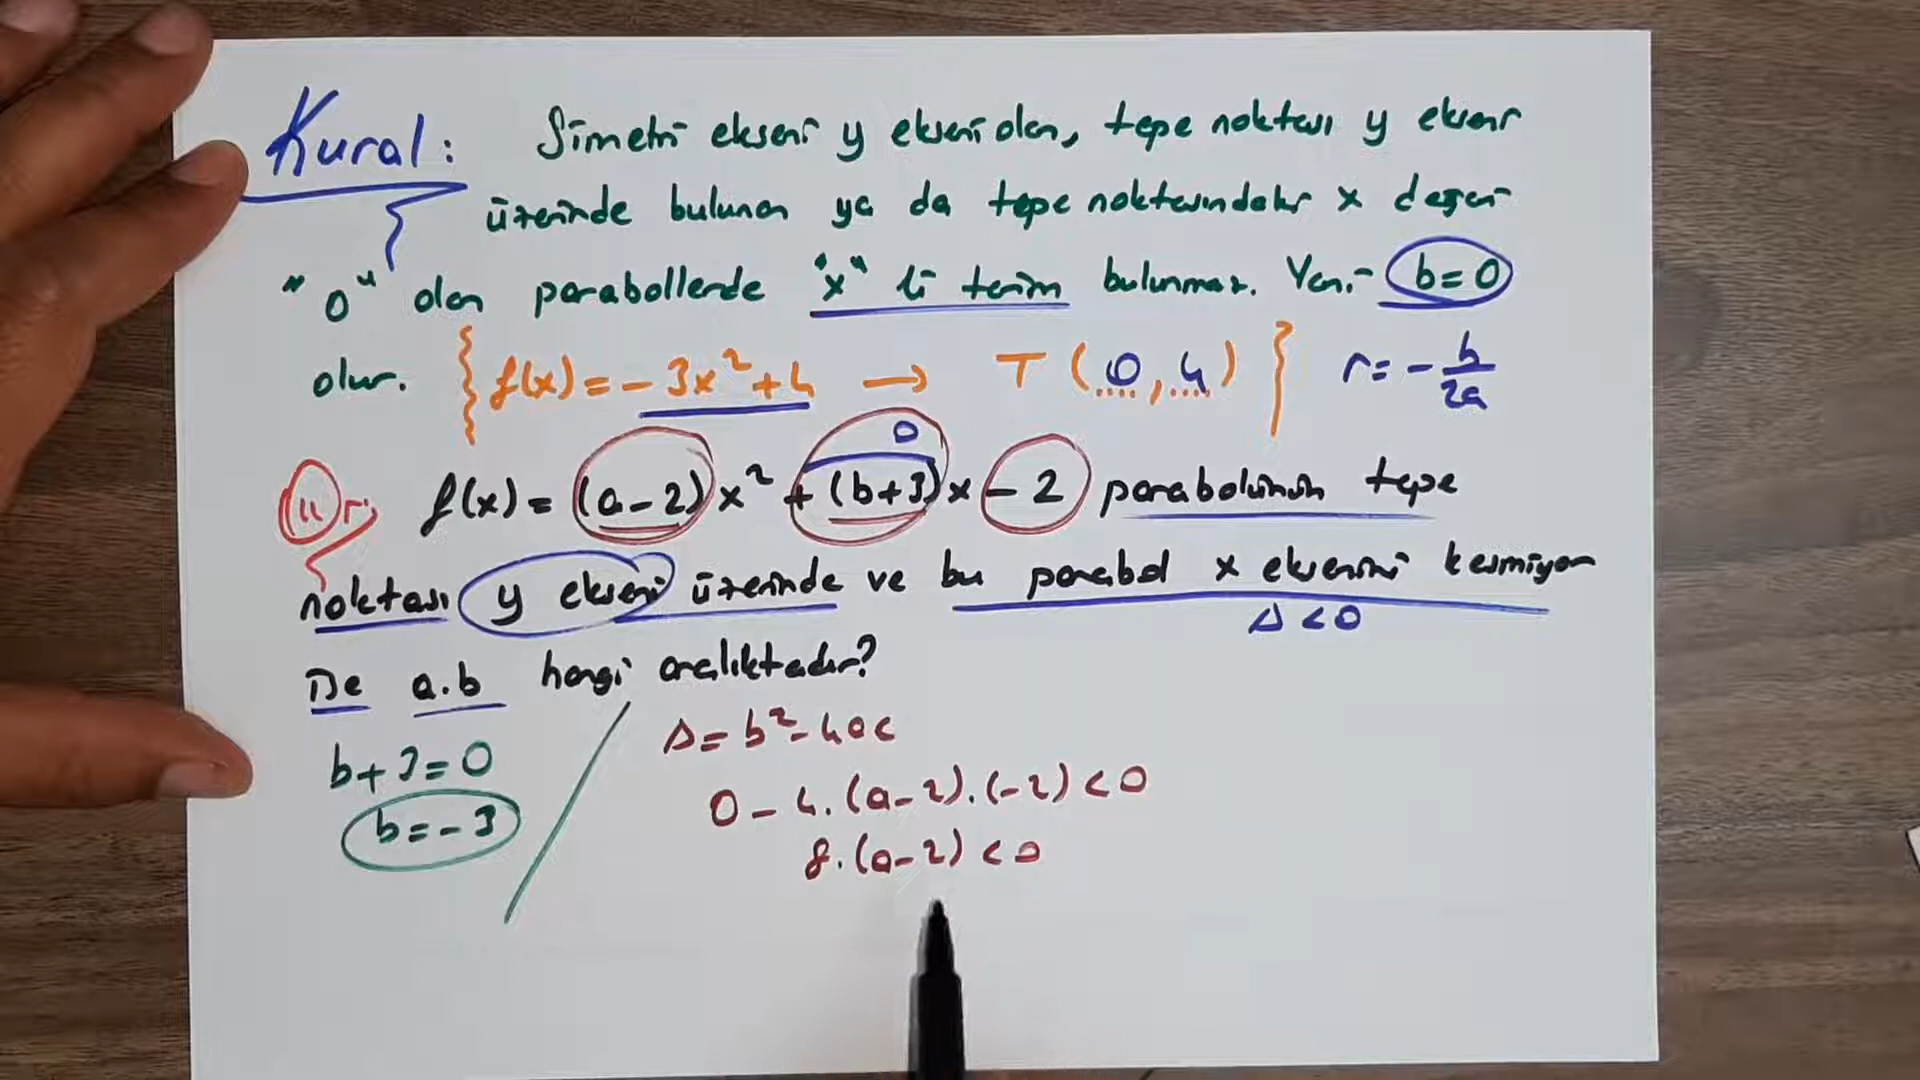 Kural: Simetri ekseni y ekseni olan, tepe noktası y ekseni
üzerinde bulunan ya da tepe noktasındaki x değeri
"0" olan parabollerde "x" li terim bulunmaz. Yani b=0
olur. { f(x) = -3x² + 4 → T (0, 4) } r = -b/2a
0
ör f(x) = (a-2)x² + (b+3)x - 2 parabolünün tepe
noktası y ekseni üzerinde ve bu parabol x eksenini kesmiyor
Δ < 0
ise a.b hangi aralıktadır?
b+3=0
b=-3
Δ = b² - 4ac
0 - 4.(a-2).(-2) < 0
8.(a-2) < 0